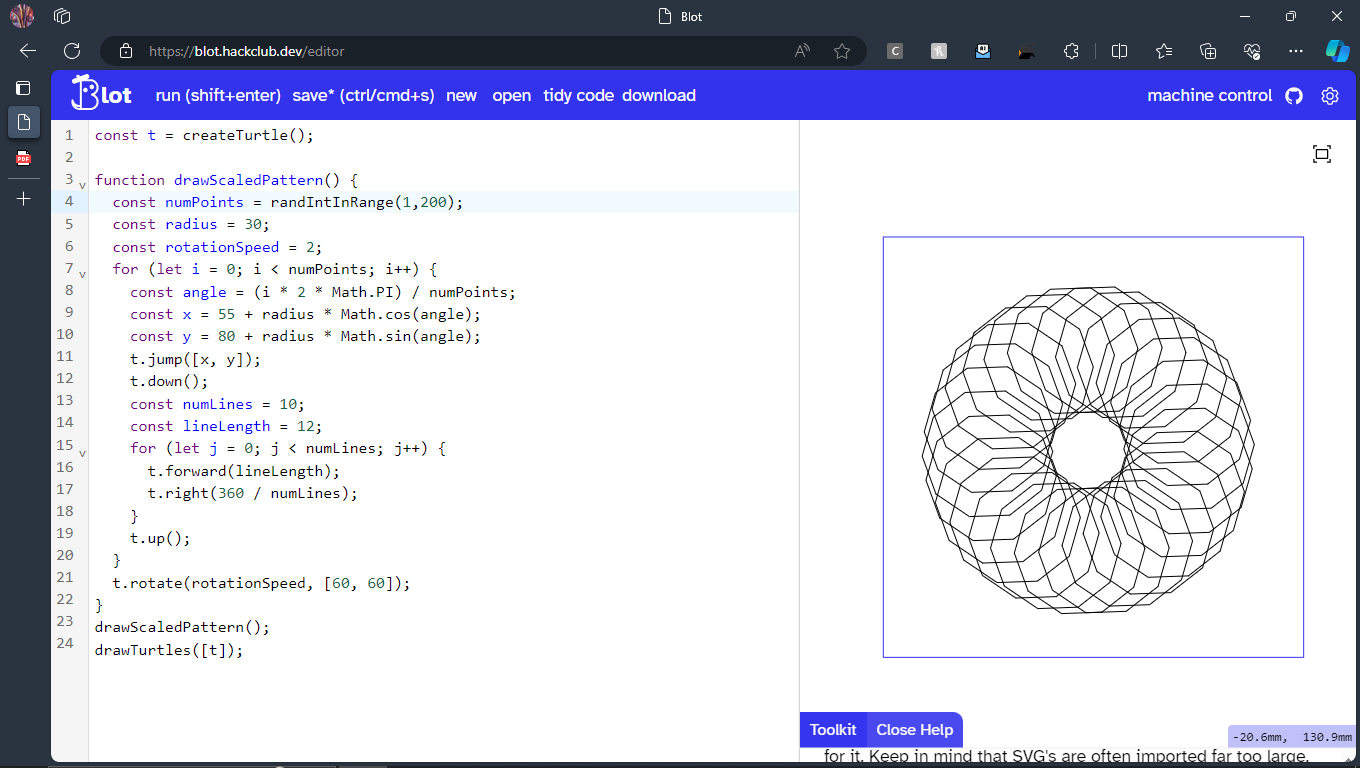 Blot
https://blot.hackclub.dev/editor
Blot run (shift+enter) save* (ctrl/cmd+s) new open tidy code download machine control
1 const t = createTurtle();
2
3 function drawScaledPattern() {
4 const numPoints = randIntInRange(1,200);
5 const radius = 30;
6 const rotationSpeed = 2;
7 for (let i = 0; i < numPoints; i++) {
8 const angle = (i * 2 * Math.PI) / numPoints;
9 const x = 55 + radius * Math.cos(angle);
10 const y = 80 + radius * Math.sin(angle);
11 t.jump([x, y]);
12 t.down();
13 const numLines = 10;
14 const lineLength = 12;
15 for (let j = 0; j < numLines; j++) {
16 t.forward(lineLength);
17 t.right(360 / numLines);
18 }
19 t.up();
20 }
21 t.rotate(rotationSpeed, [60, 60]);
22 }
23 drawScaledPattern();
24 drawTurtles([t]);
Toolkit Close Help
-20.6mm, 130.9mm
for it. Keep in mind that SVG's are often imported far too large.
PDF